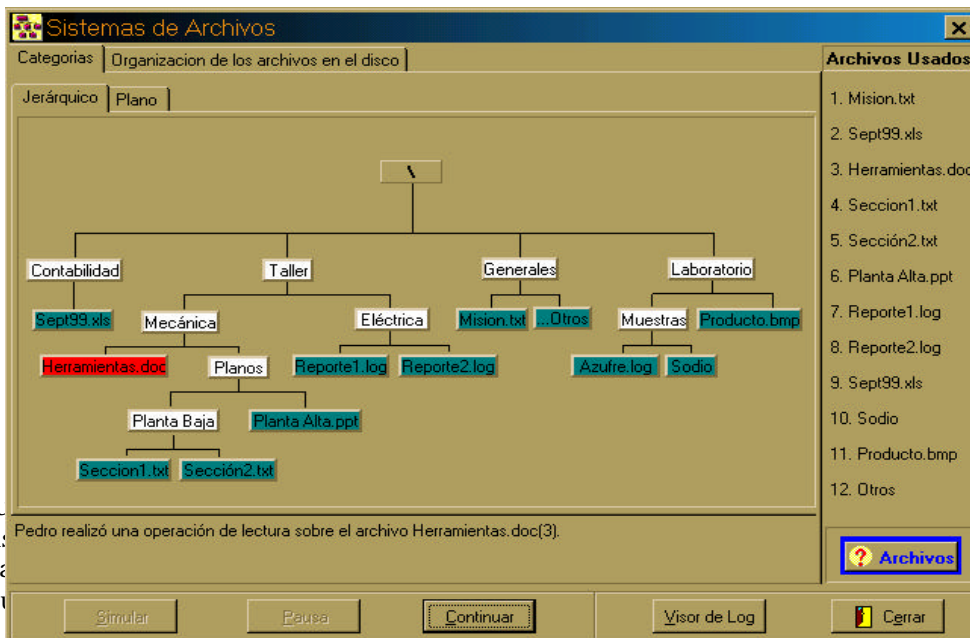 Sistemas de Archivos
Categorias Organizacion de los archivos en el disco
Archivos Usados
Jerárquico Plano
\
Contabilidad Taller Generales Laboratorio
Sept99.xls Mecánica Eléctrica Mision.txt ...Otros Muestras Producto.bmp
Herramientas.doc Planos Reporte1.log Reporte2.log Azufre.log Sodio
Planta Baja Planta Alta.ppt
Seccion1.txt Sección2.txt
1. Mision.txt
2. Sept99.xls
3. Herramientas.doc
4. Seccion1.txt
5. Sección2.txt
6. Planta Alta.ppt
7. Reporte1.log
8. Reporte2.log
9. Sept99.xls
10. Sodio
11. Producto.bmp
12. Otros
Pedro realizó una operación de lectura sobre el archivo Herramientas.doc(3).
? Archivos
Simular Pausa Continuar Visor de Log Cerrar